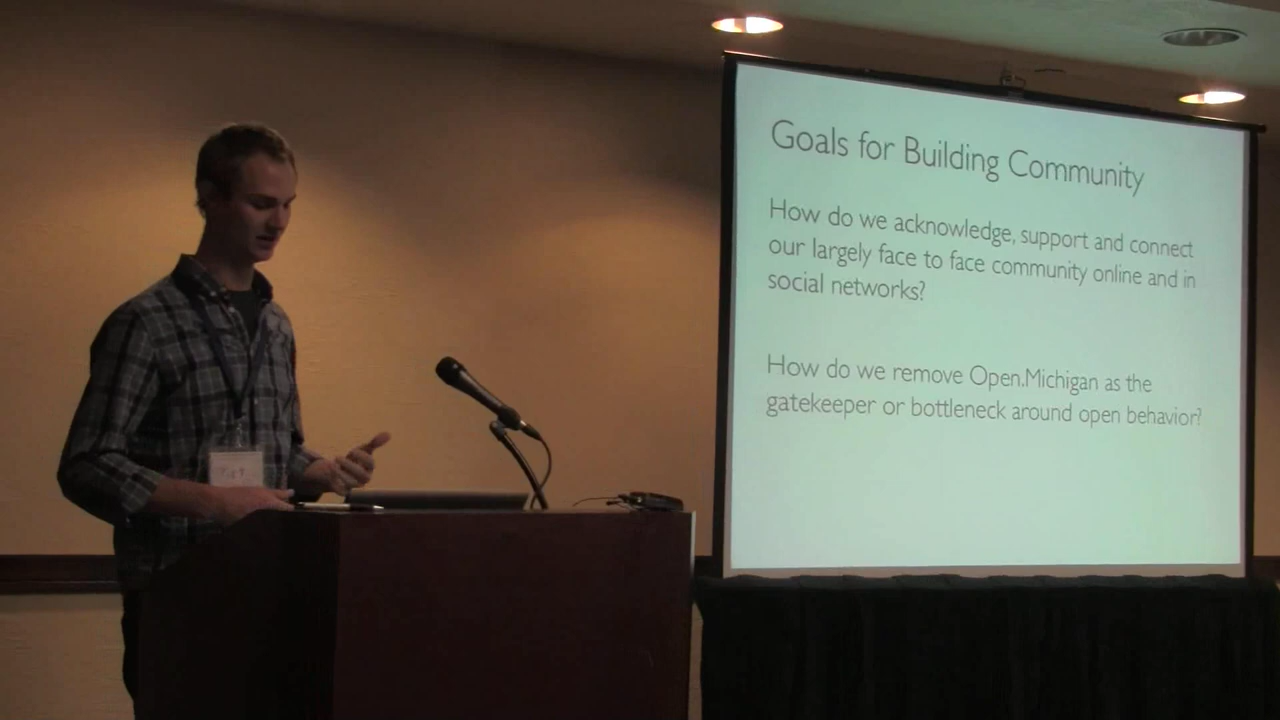 Goals for Building Community
How do we acknowledge, support and connect
our largely face to face community online and in
social networks?
How do we remove Open.Michigan as the
gatekeeper or bottleneck around open behavior?